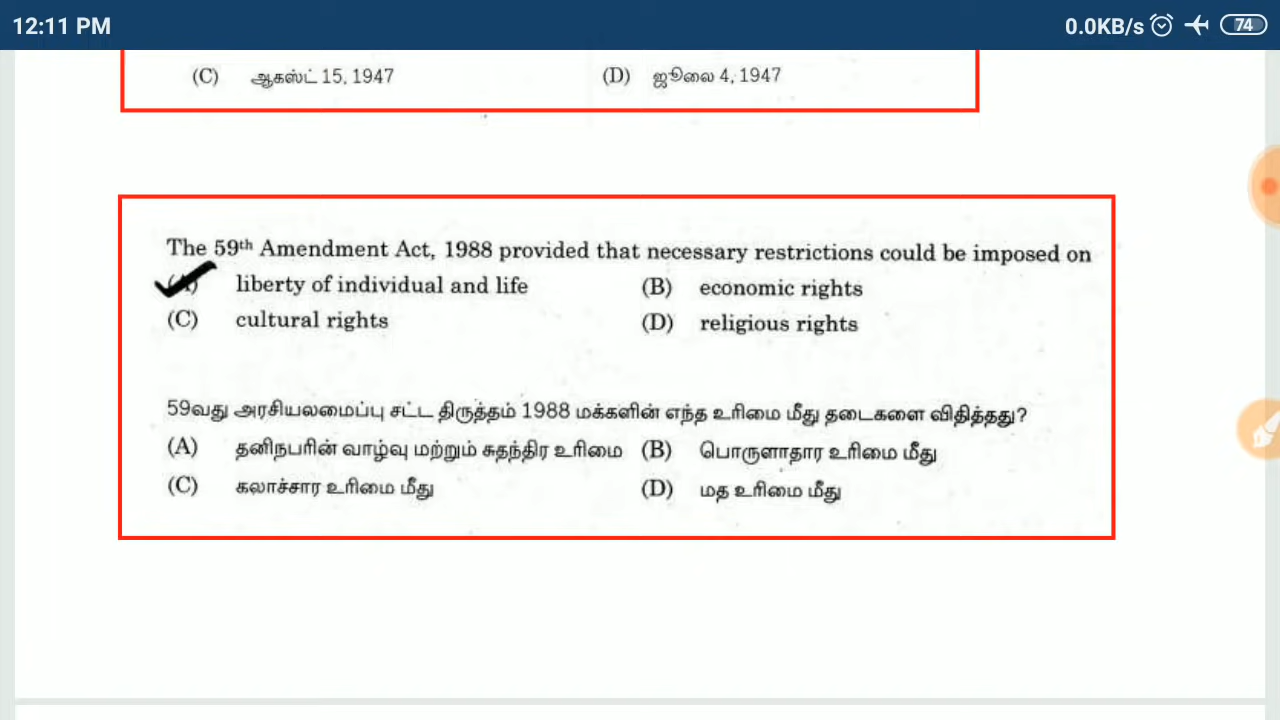 12:11 PM 0.0KB/s 74
(C) ஆகஸ்ட் 15, 1947 (D) ஜூலை 4, 1947
The 59th Amendment Act, 1988 provided that necessary restrictions could be imposed on
(A) liberty of individual and life (B) economic rights
(C) cultural rights (D) religious rights
59வது அரசியலமைப்பு சட்ட திருத்தம் 1988 மக்களின் எந்த உரிமை மீது தடைகளை விதித்தது?
(A) தனிநபரின் வாழ்வு மற்றும் சுதந்திர உரிமை (B) பொருளாதார உரிமை மீது
(C) கலாச்சார உரிமை மீது (D) மத உரிமை மீது